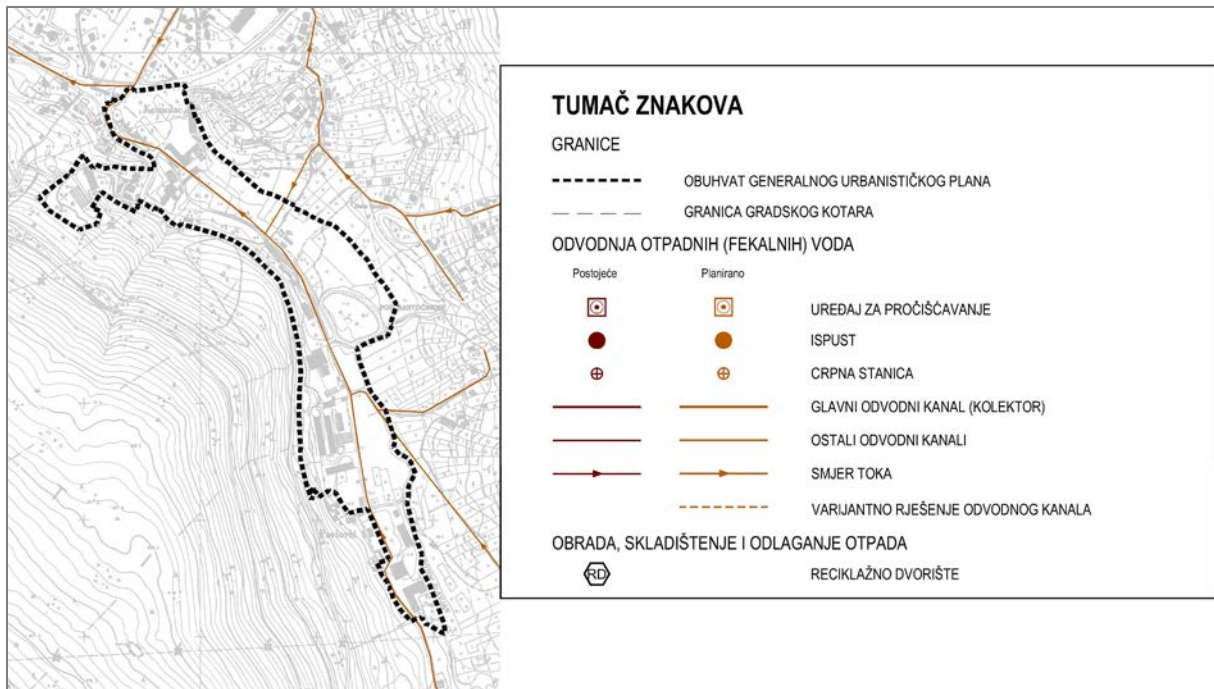 TUMAČ ZNAKOVA
GRANICE
OBUHVAT GENERALNOG URBANISTIČKOG PLANA
GRANICA GRADSKOG KOTARA
ODVODNJA OTPADNIH (FEKALNIH) VODA
Postojeće Planirano
UREĐAJ ZA PROČIŠĆAVANJE
ISPUST
CRPNA STANICA
GLAVNI ODVODNI KANAL (KOLEKTOR)
OSTALI ODVODNI KANALI
SMJER TOKA
VARIJANTNO RJEŠENJE ODVODNOG KANALA
OBRADA, SKLADIŠTENJE I ODLAGANJE OTPADA
RD RECIKLAŽNO DVORIŠTE